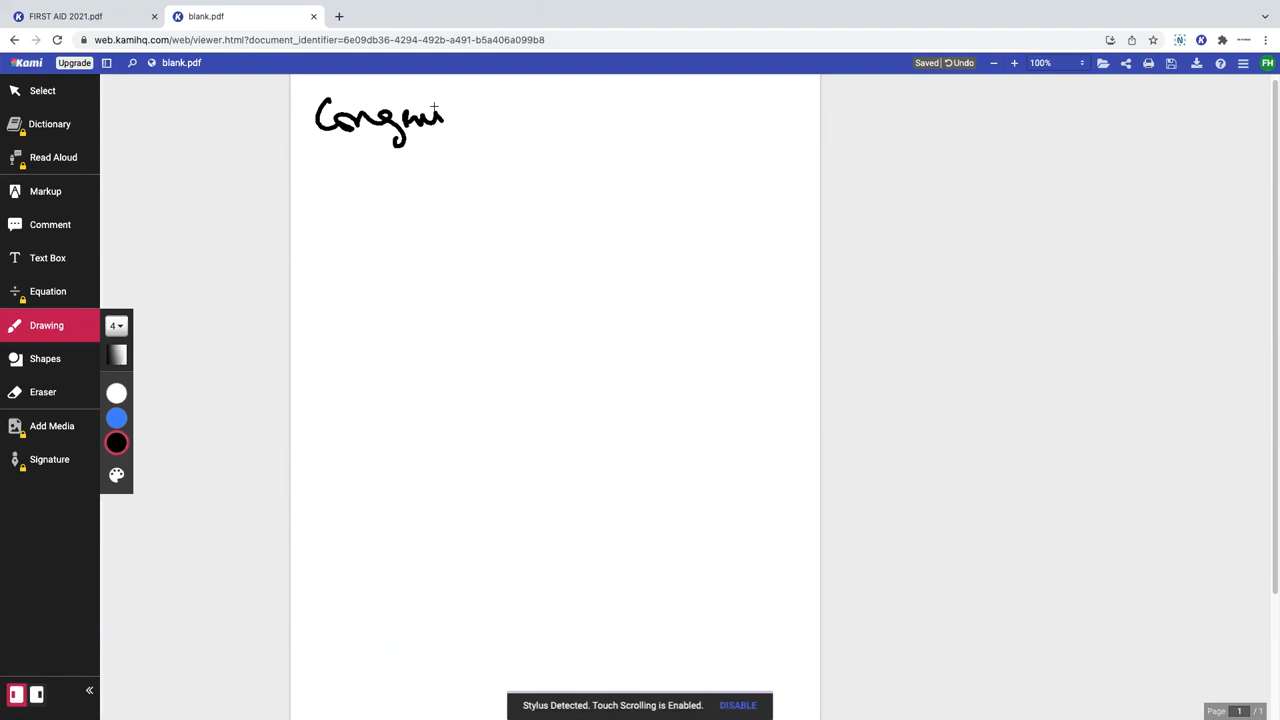 FIRST AID 2021.pdf
blank.pdf
web.kamihq.com/web/viewer.html?document_identifier=6e09db36-4294-492b-a491-b5a406a099b8
Kami Upgrade blank.pdf Saved Undo 100% FH
Select
Dictionary
Read Aloud
Markup
Comment
Text Box
Equation
Drawing
4
Shapes
Eraser
Add Media
Signature
Congni
Stylus Detected. Touch Scrolling is Enabled. DISABLE
Page: 1 / 1